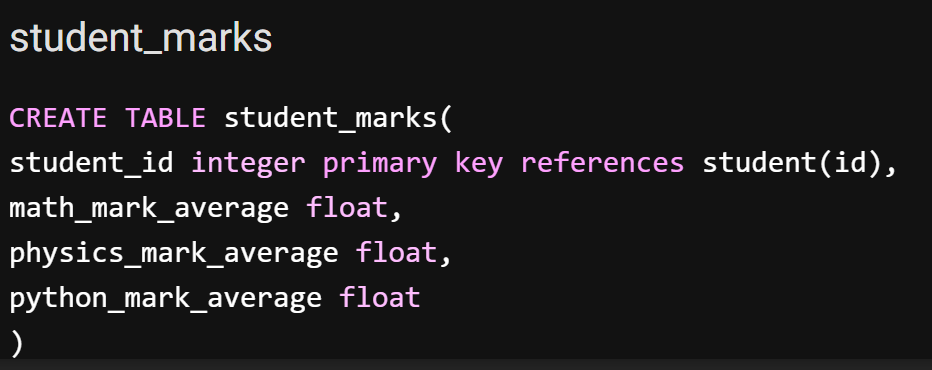 student_marks
CREATE TABLE student_marks(
student_id integer primary key references student(id),
math_mark_average float,
physics_mark_average float,
python_mark_average float
)